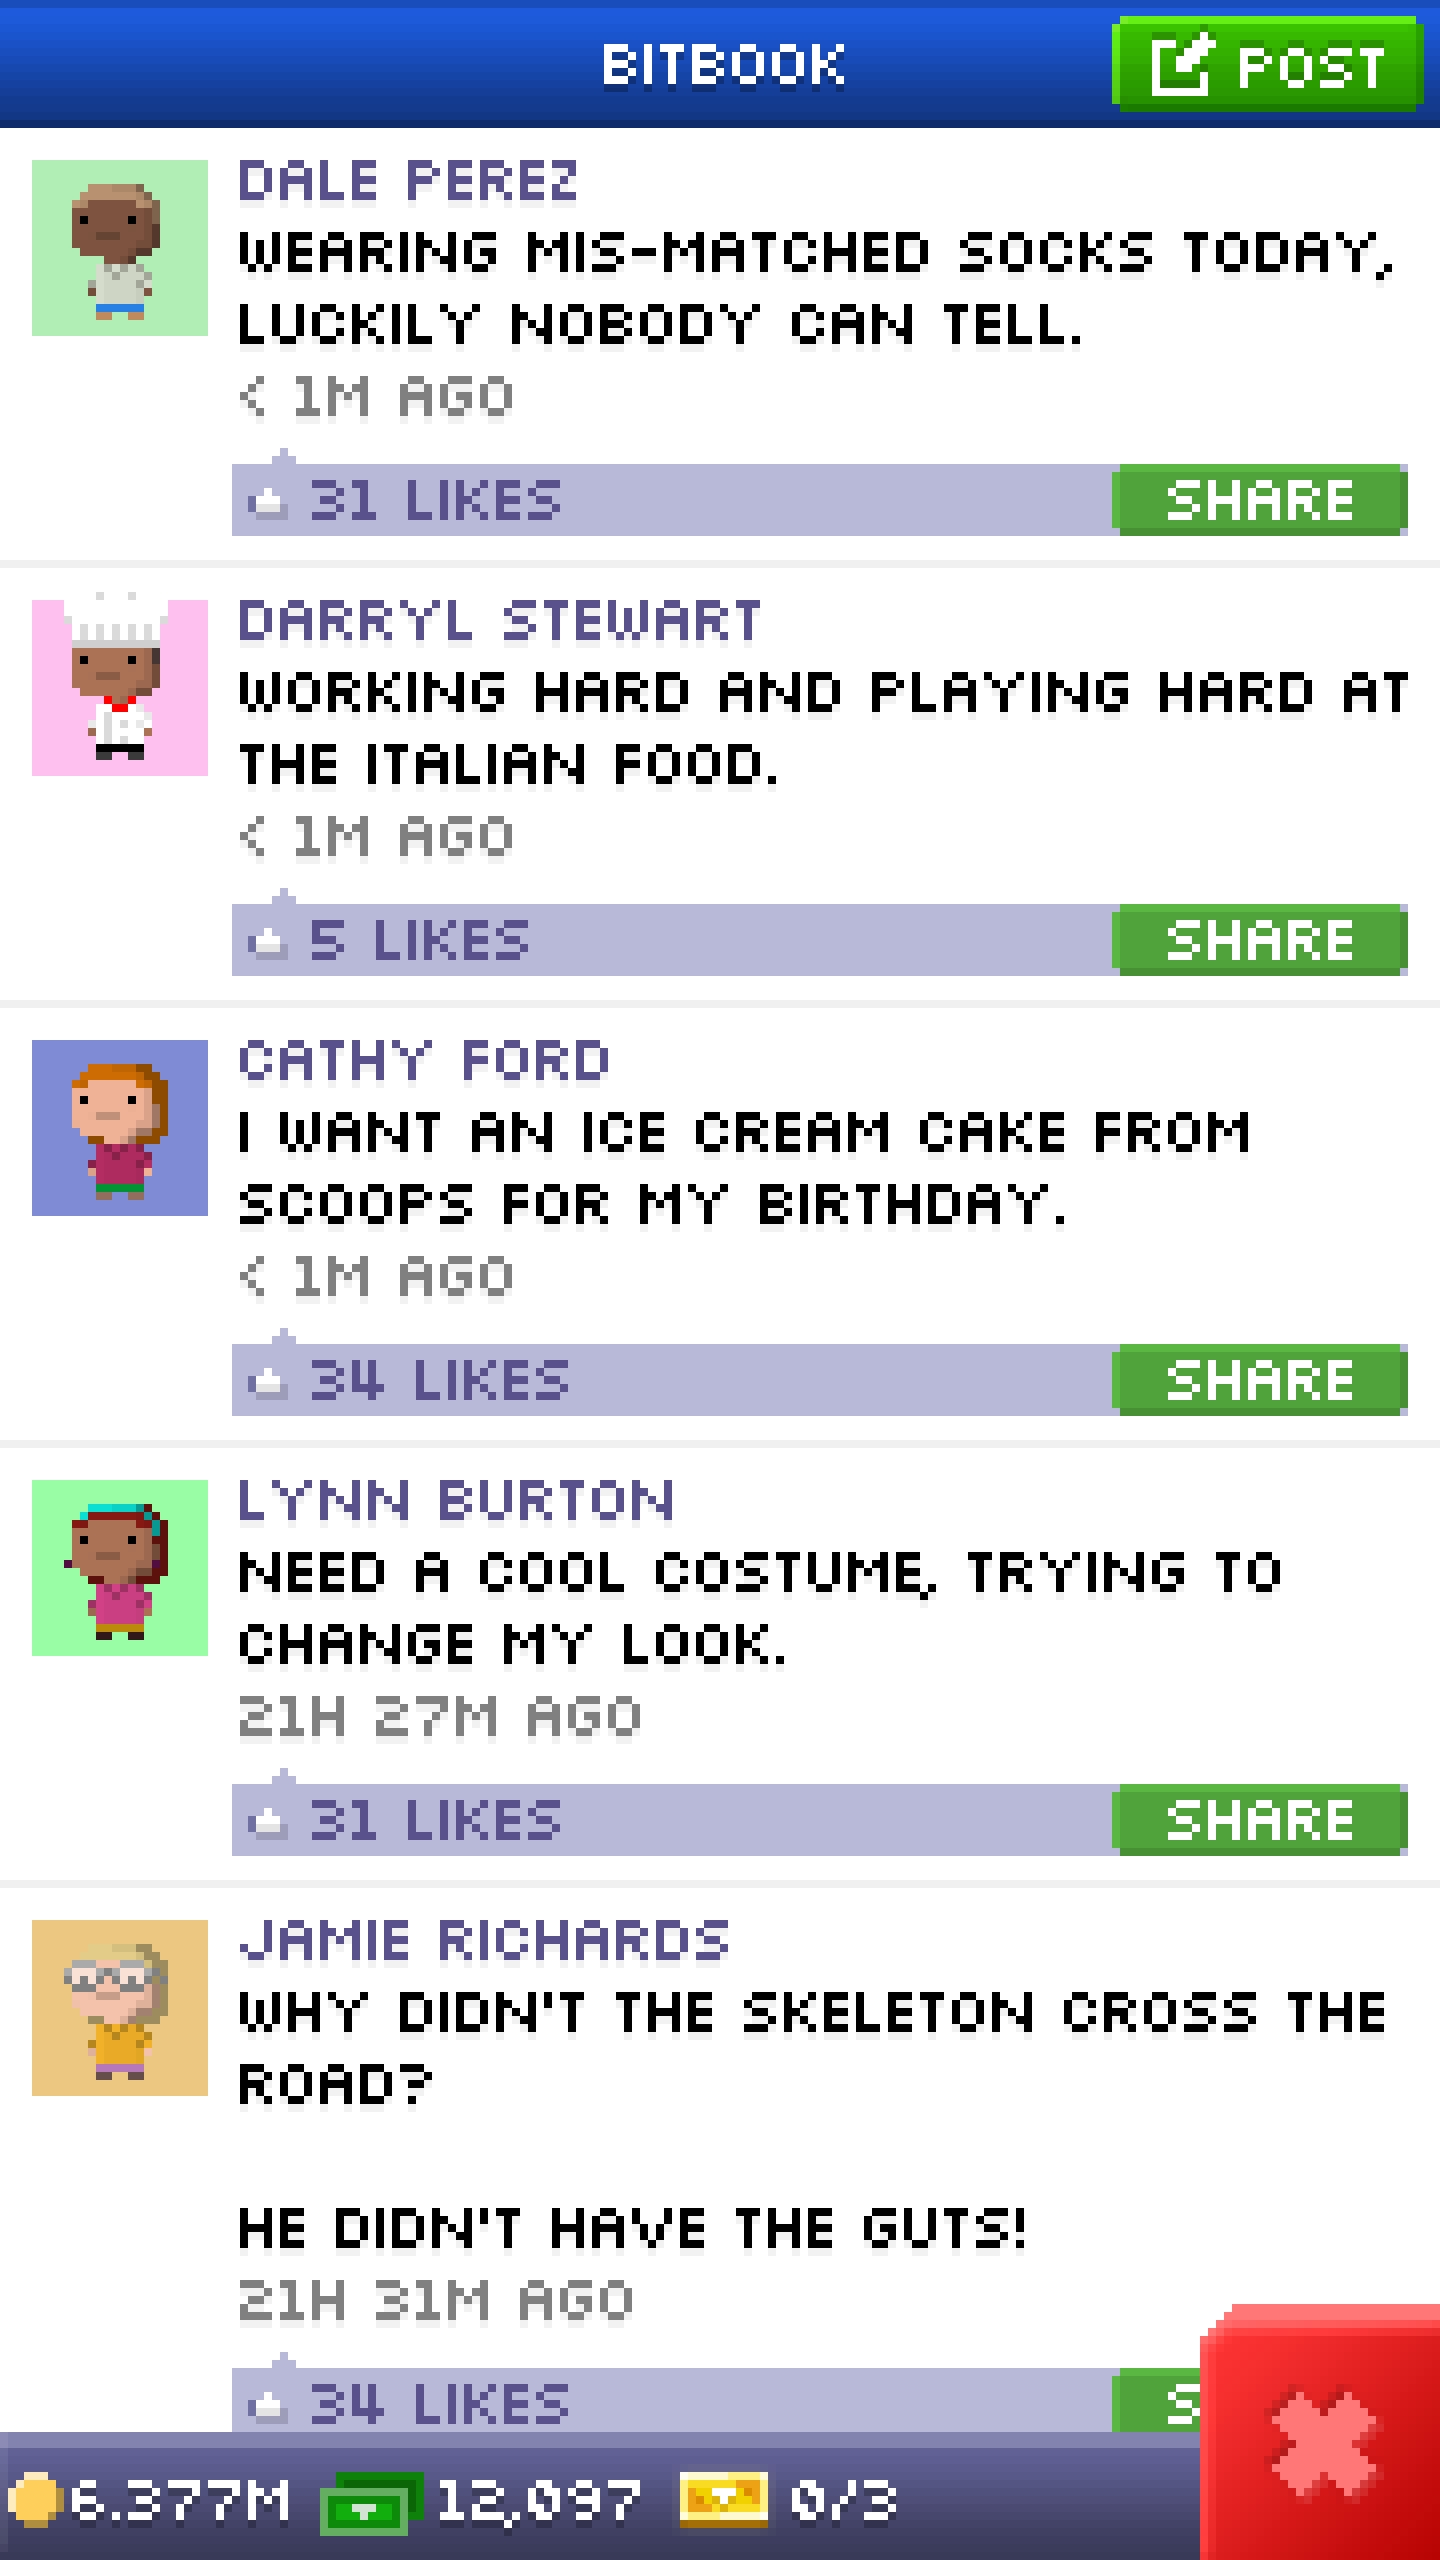 BITBOOK
POST
DALE PEREZ
WEARING MIS-MATCHED SOCKS TODAY,
LUCKILY NOBODY CAN TELL.
< 1M AGO
31 LIKES
SHARE
DARRYL STEWART
WORKING HARD AND PLAYING HARD AT
THE ITALIAN FOOD.
< 1M AGO
5 LIKES
SHARE
CATHY FORD
I WANT AN ICE CREAM CAKE FROM
SCOOPS FOR MY BIRTHDAY.
< 1M AGO
34 LIKES
SHARE
LYNN BURTON
NEED A COOL COSTUME, TRYING TO
CHANGE MY LOOK.
21H 27M AGO
31 LIKES
SHARE
JAMIE RICHARDS
WHY DIDN'T THE SKELETON CROSS THE
ROAD?
HE DIDN'T HAVE THE GUTS!
21H 31M AGO
34 LIKES
S
6.377M
12,097
0/3